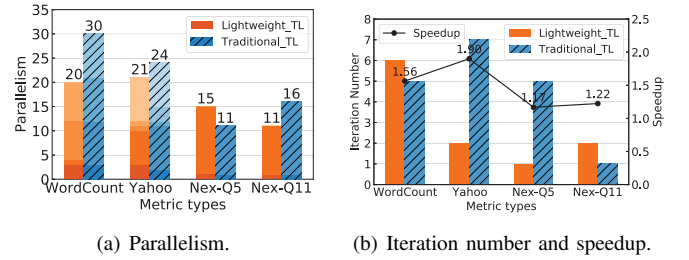 35
30
25
20
15
10
5
0
Parallelism
20
30
21
24
15
11
11
16
Lightweight_TL
Traditional_TL
WordCount Yahoo Nex-Q5 Nex-Q11
Metric types
(a) Parallelism.
8
7
6
5
4
3
2
1
0
Iteration Number
Speedup
Lightweight_TL
Traditional_TL
1.56
1.90
1.17
1.22
2.5
2.0
1.5
1.0
0.5
0.0
Speedup
WordCount Yahoo Nex-Q5 Nex-Q11
Metric types
(b) Iteration number and speedup.